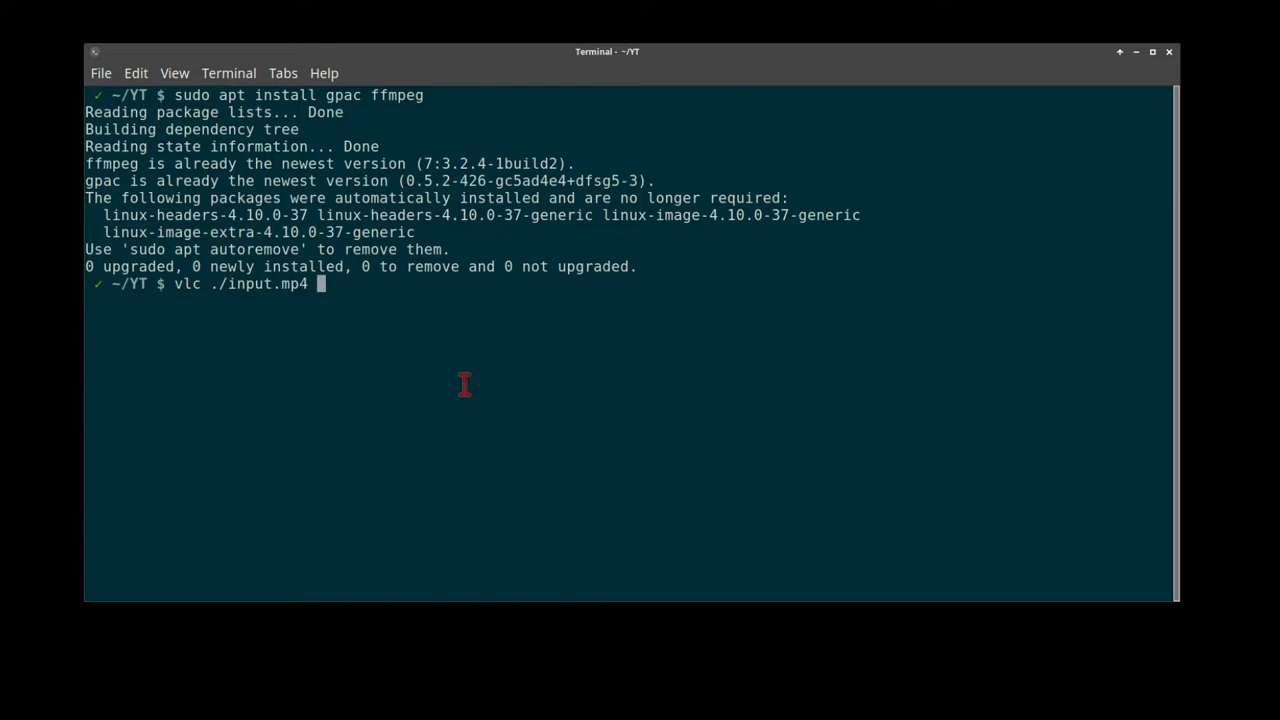 Terminal - ~/YT
File Edit View Terminal Tabs Help
✓ ~/YT $ sudo apt install gpac ffmpeg
Reading package lists... Done
Building dependency tree
Reading state information... Done
ffmpeg is already the newest version (7:3.2.4-1build2).
gpac is already the newest version (0.5.2-426-gc5ad4e4+dfsg5-3).
The following packages were automatically installed and are no longer required:
linux-headers-4.10.0-37 linux-headers-4.10.0-37-generic linux-image-4.10.0-37-generic
linux-image-extra-4.10.0-37-generic
Use 'sudo apt autoremove' to remove them.
0 upgraded, 0 newly installed, 0 to remove and 0 not upgraded.
✓ ~/YT $ vlc ./input.mp4